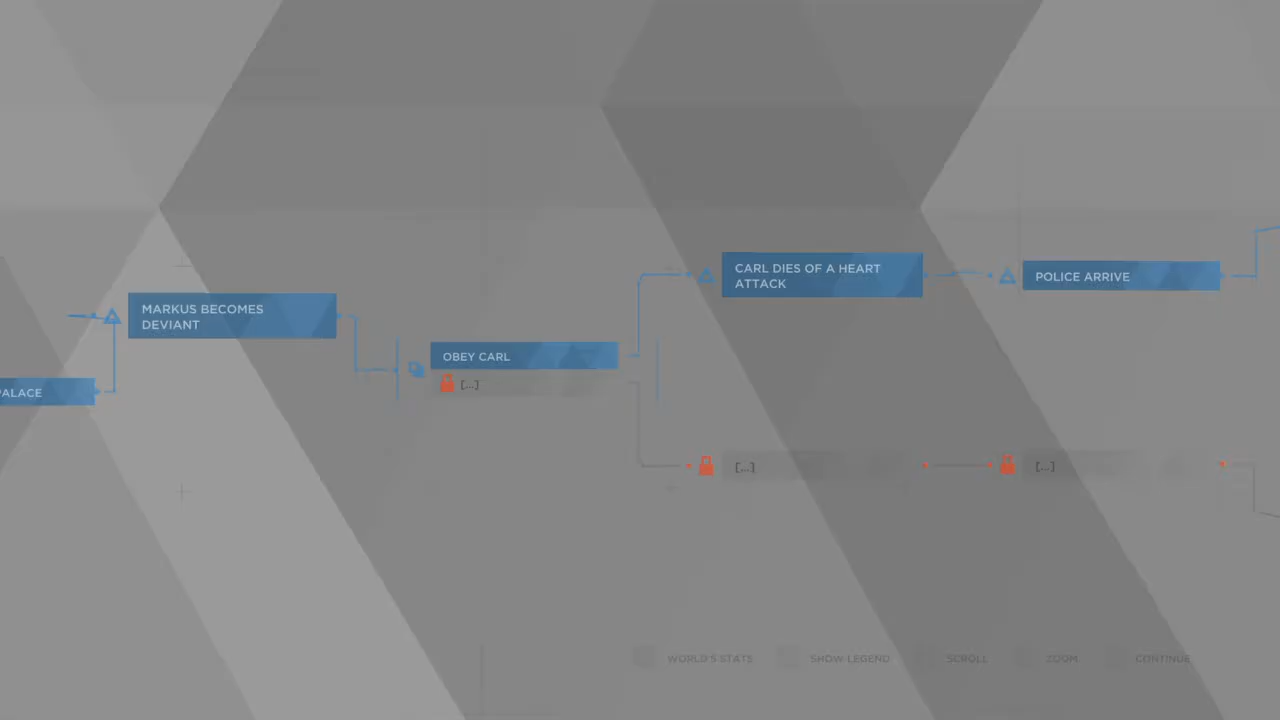 CARL DIES OF A HEART
ATTACK
POLICE ARRIVE
MARKUS BECOMES
DEVIANT
OBEY CARL
[...]
PALACE
[...]
[...]
WORLD'S STATE
SHOW LEGEND
SCROLL
ZOOM
CONTINUE